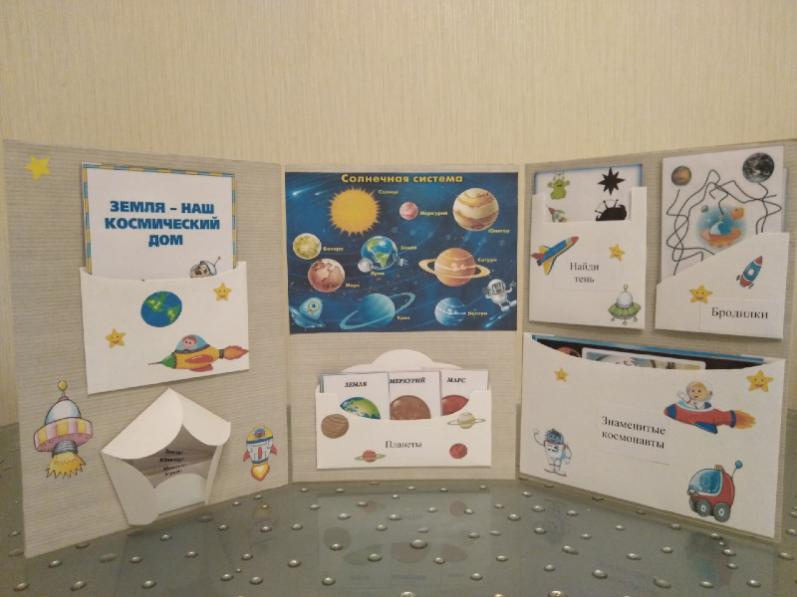 ЗЕМЛЯ – НАШ
КОСМИЧЕСКИЙ
ДОМ
Солнечная система
Солнце
Меркурий
Юпитер
Венера
Земля
Луна
Сатурн
Марс
Уран
Нептун
ЗЕМЛЯ
МЕРКУРИЙ
МАРС
Планеты
Найди
тень
Бродилки
Знаменитые
космонавты